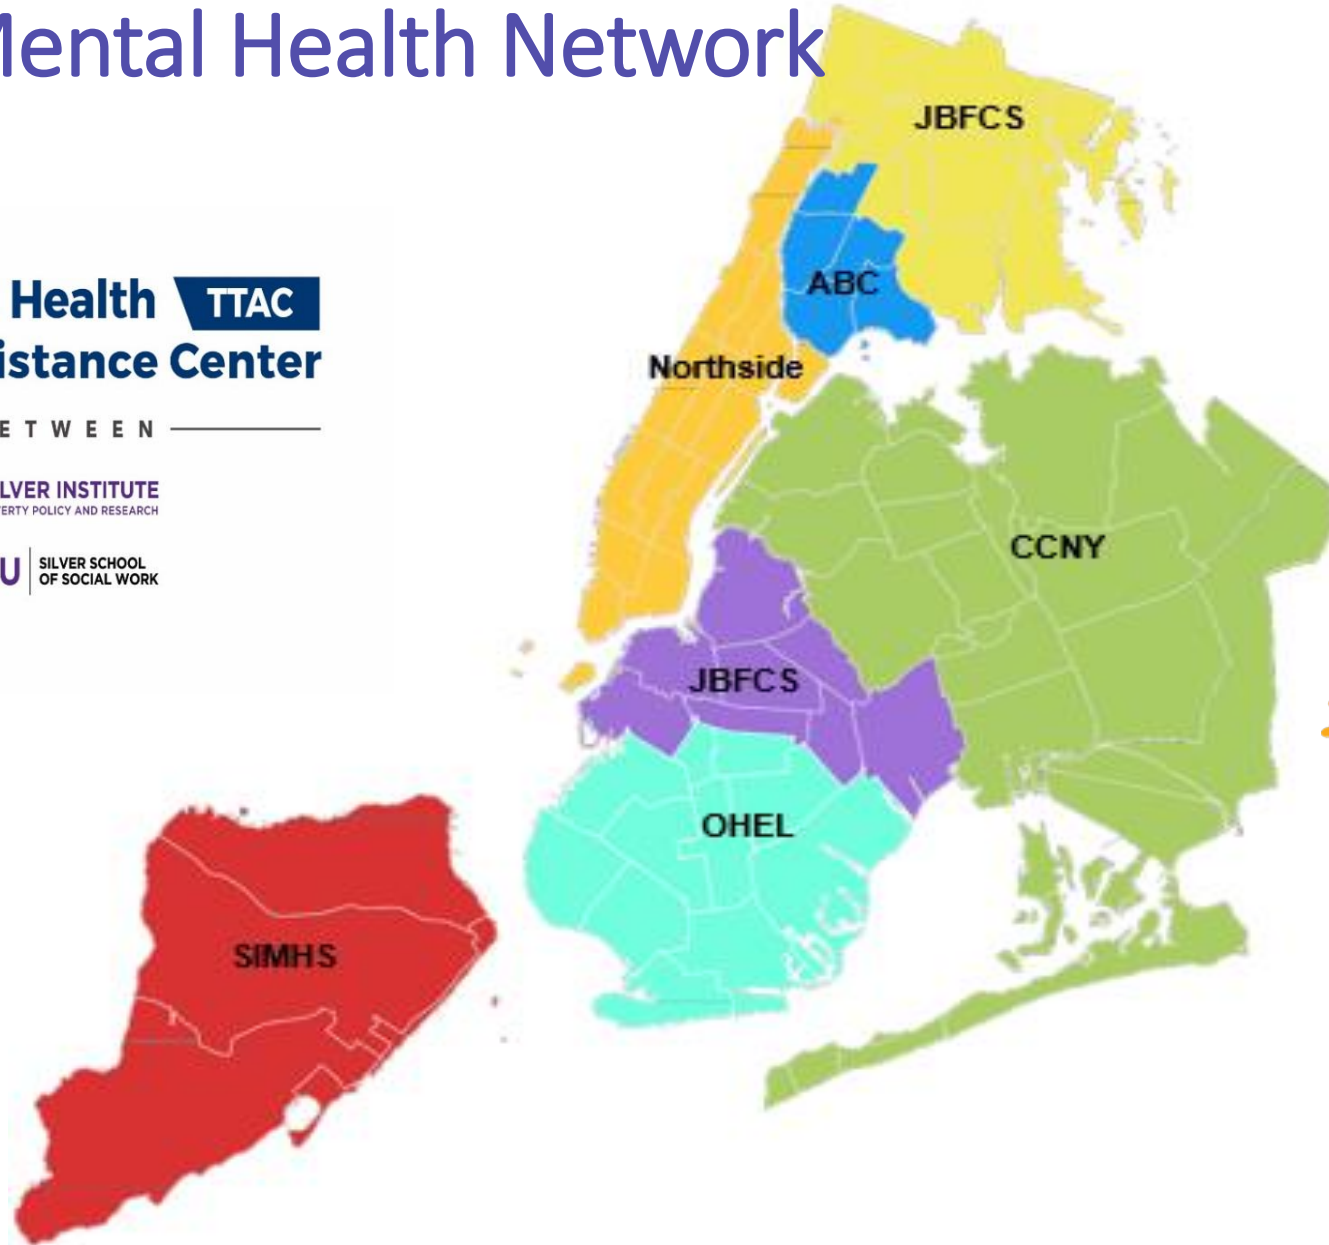 Mental Health Network
Health TTAC
istance Center
ETWEEN
LVER INSTITUTE
ERTY POLICY AND RESEARCH
U SILVER SCHOOL
OF SOCIAL WORK
JBFCS
ABC
Northside
CCNY
JBFCS
OHEL
SIMHS